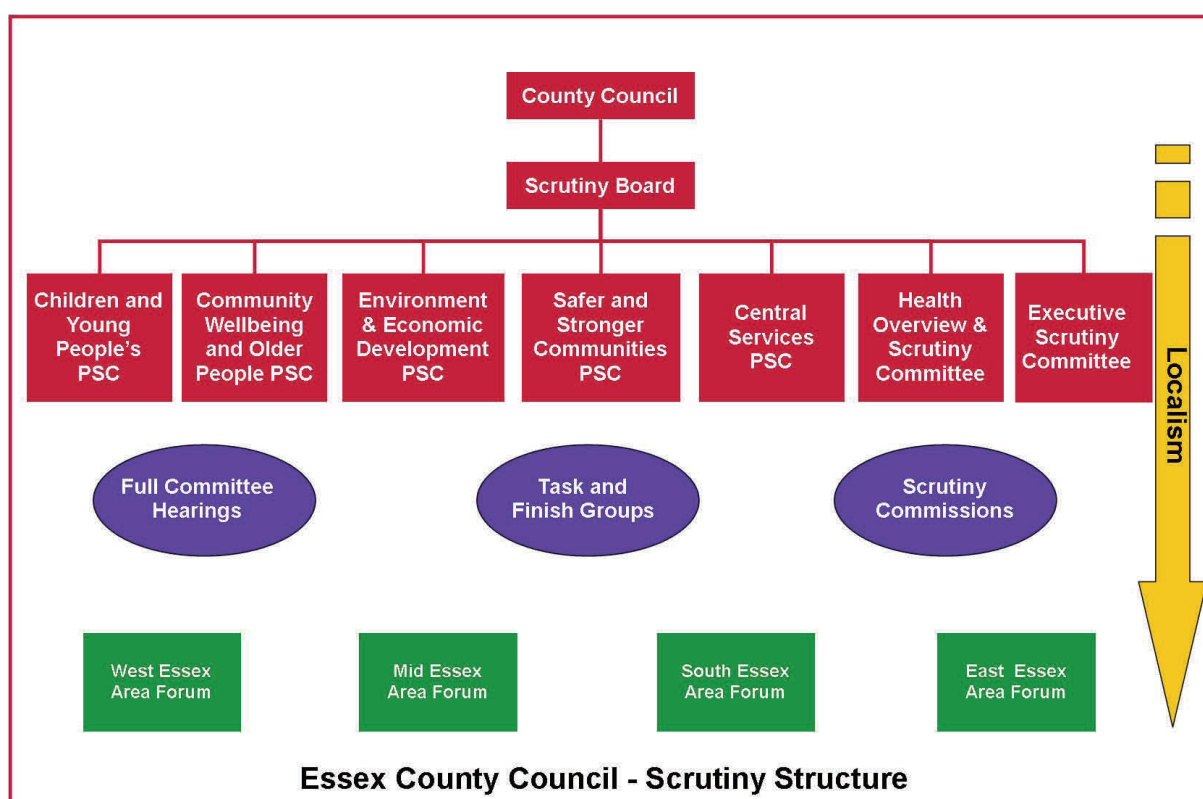 County Council
Scrutiny Board
Children and
Young
People's
PSC
Community
Wellbeing
and Older
People PSC
Environment
& Economic
Development
PSC
Safer and
Stronger
Communities
PSC
Central
Services
PSC
Health
Overview &
Scrutiny
Committee
Executive
Scrutiny
Committee
Localism
Full Committee
Hearings
Task and
Finish Groups
Scrutiny
Commissions
West Essex
Area Forum
Mid Essex
Area Forum
South Essex
Area Forum
East Essex
Area Forum
Essex County Council - Scrutiny Structure